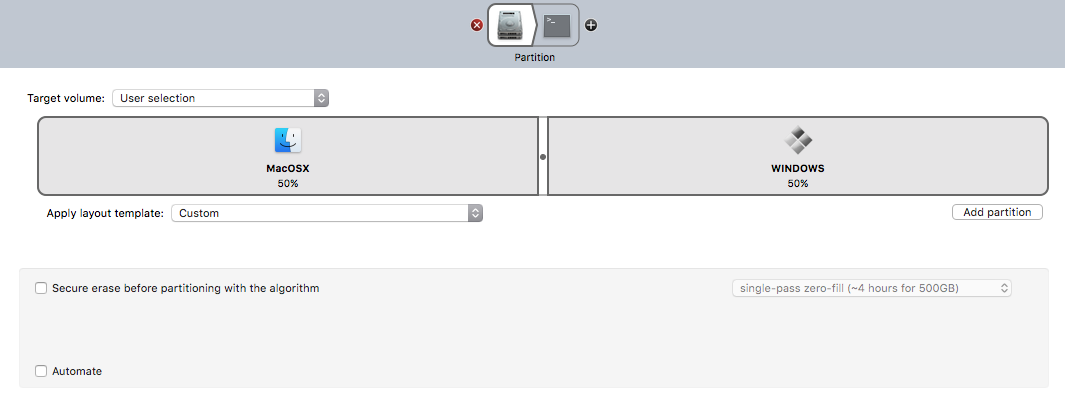 >_
Partition
Target volume: User selection
MacOSX
50%
WINDOWS
50%
Apply layout template: Custom
Add partition
Secure erase before partitioning with the algorithm
single-pass zero-fill (~4 hours for 500GB)
Automate